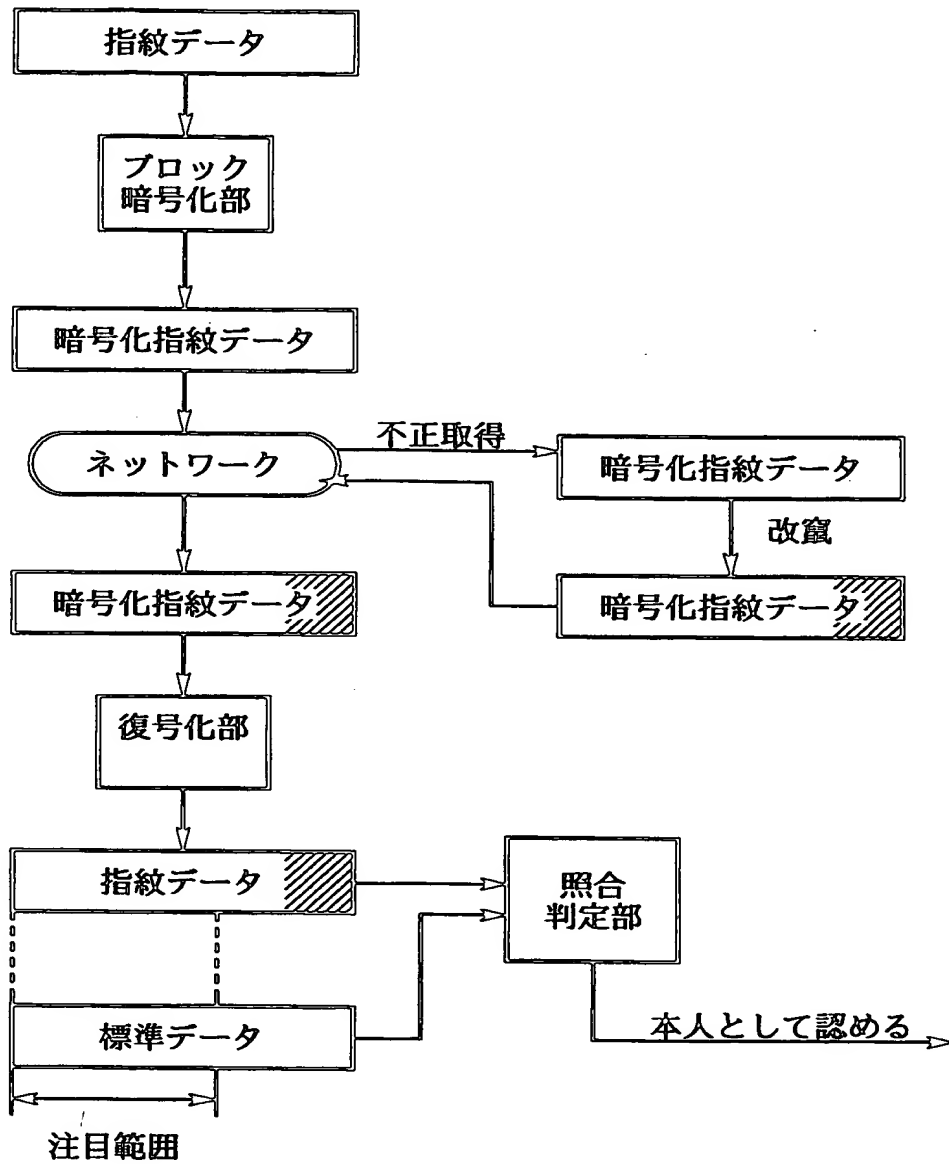 指紋データ
ブロック
暗号化部
暗号化指紋データ
ネットワーク
不正取得
暗号化指紋データ
改竄
暗号化指紋データ
暗号化指紋データ
復号化部
指紋データ
照合
判定部
標準データ
本人として認める
注目範囲